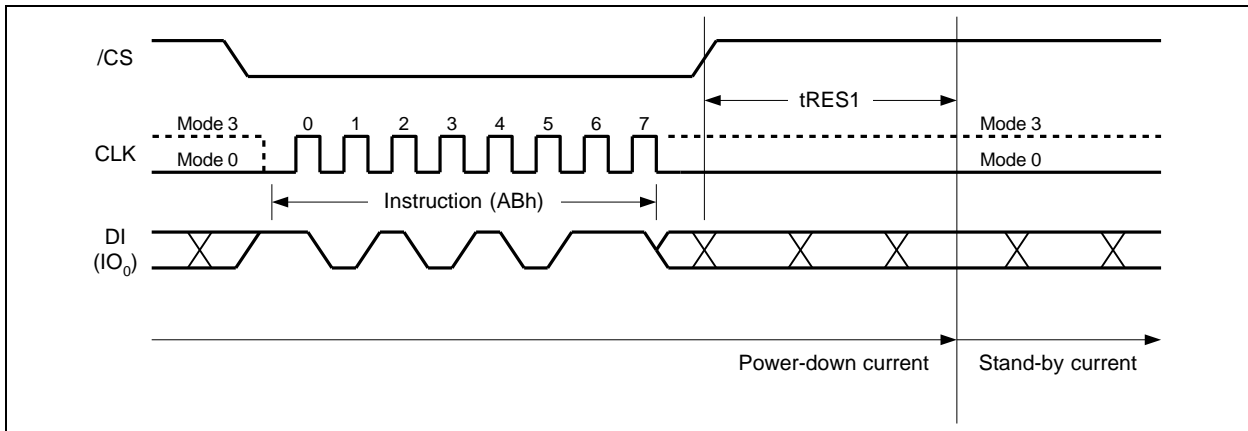 /CS
tRES1
Mode 3 0 1 2 3 4 5 6 7 Mode 3
CLK
Mode 0 Mode 0
Instruction (ABh)
DI
(IO0)
Power-down current Stand-by current